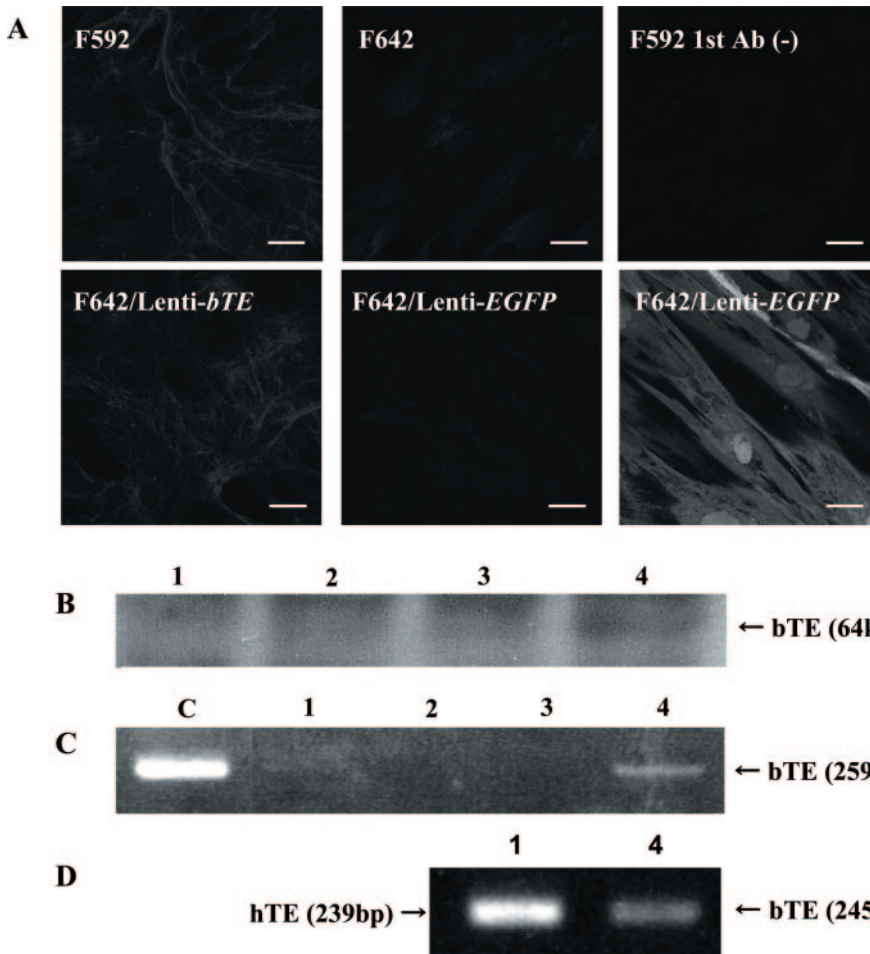 A
F592
F642
F592 1st Ab (-)
F642/Lenti-bTE
F642/Lenti-EGFP
F642/Lenti-EGFP
1 2 3 4
B
← bTE (64
C 1 2 3 4
C
← bTE (259
1 4
D
hTE (239bp) →
← bTE (245